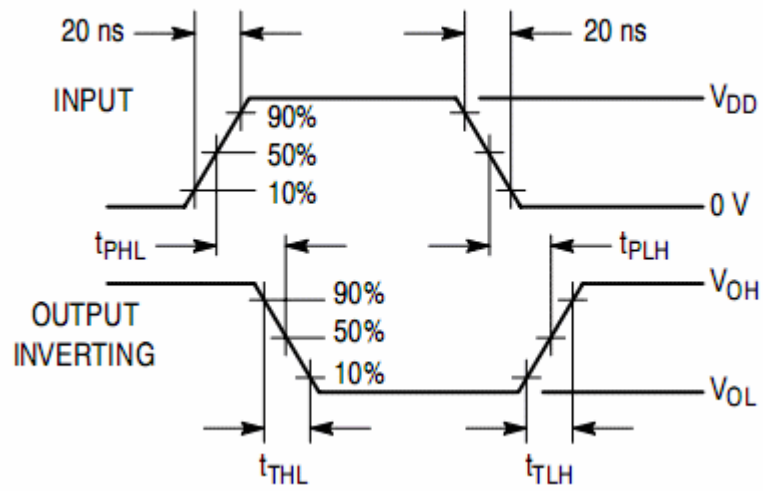 20 ns 20 ns
INPUT
V_DD
90%
50%
10%
0 V
t_PHL t_PLH
V_OH
OUTPUT
INVERTING
90%
50%
10%
V_OL
t_THL t_TLH